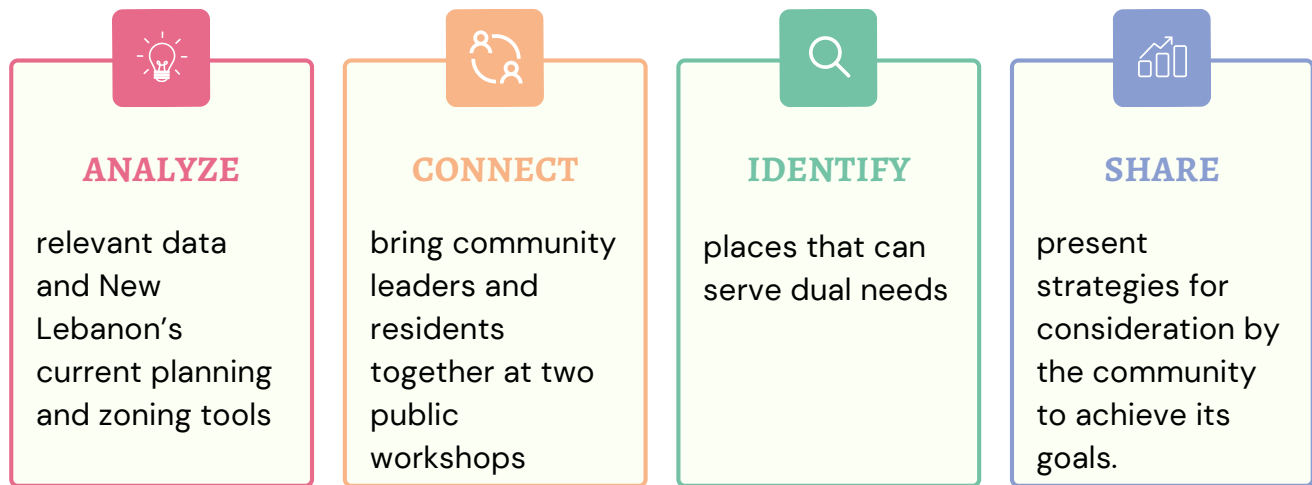 ANALYZE
relevant data
and New
Lebanon’s
current planning
and zoning tools
CONNECT
bring community
leaders and
residents
together at two
public
workshops
IDENTIFY
places that can
serve dual needs
SHARE
present
strategies for
consideration by
the community
to achieve its
goals.